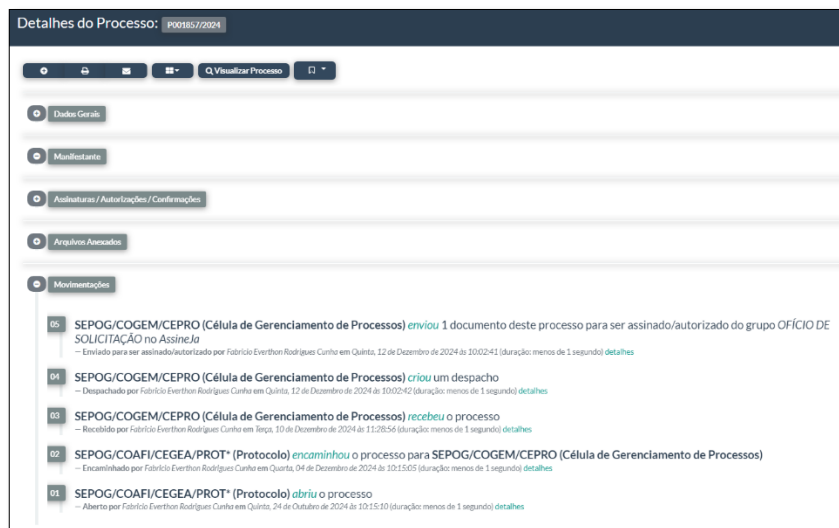 Detalhes do Processo: P001857/2024
Visualizar Processo
Dados Gerais
Manifestante
Assinaturas / Autorizações / Confirmações
Arquivos Anexados
Movimentações
05 SEPOG/COGEM/CEPRO (Célula de Gerenciamento de Processos) enviou 1 documento deste processo para ser assinado/autorizado do grupo OFÍCIO DE
SOLICITAÇÃO no AssineJa
— Enviado para ser assinado/autorizado por Fabrício Everthon Rodrigues Cunha em Quinta, 12 de Dezembro de 2024 às 10:02:41 (duração: menos de 1 segundo) detalhes
04 SEPOG/COGEM/CEPRO (Célula de Gerenciamento de Processos) criou um despacho
— Despachado por Fabrício Everthon Rodrigues Cunha em Quinta, 12 de Dezembro de 2024 às 10:02:42 (duração: menos de 1 segundo) detalhes
03 SEPOG/COGEM/CEPRO (Célula de Gerenciamento de Processos) recebeu o processo
— Recebido por Fabrício Everthon Rodrigues Cunha em Terça, 10 de Dezembro de 2024 às 11:28:56 (duração: menos de 1 segundo) detalhes
02 SEPOG/COAFI/CEGEA/PROT* (Protocolo) encaminhou o processo para SEPOG/COGEM/CEPRO (Célula de Gerenciamento de Processos)
— Encaminhado por Fabrício Everthon Rodrigues Cunha em Quarta, 04 de Dezembro de 2024 às 10:15:05 (duração: menos de 1 segundo) detalhes
01 SEPOG/COAFI/CEGEA/PROT* (Protocolo) abriu o processo
— Aberto por Fabrício Everthon Rodrigues Cunha em Quinta, 24 de Outubro de 2024 às 10:15:10 (duração: menos de 1 segundo) detalhes